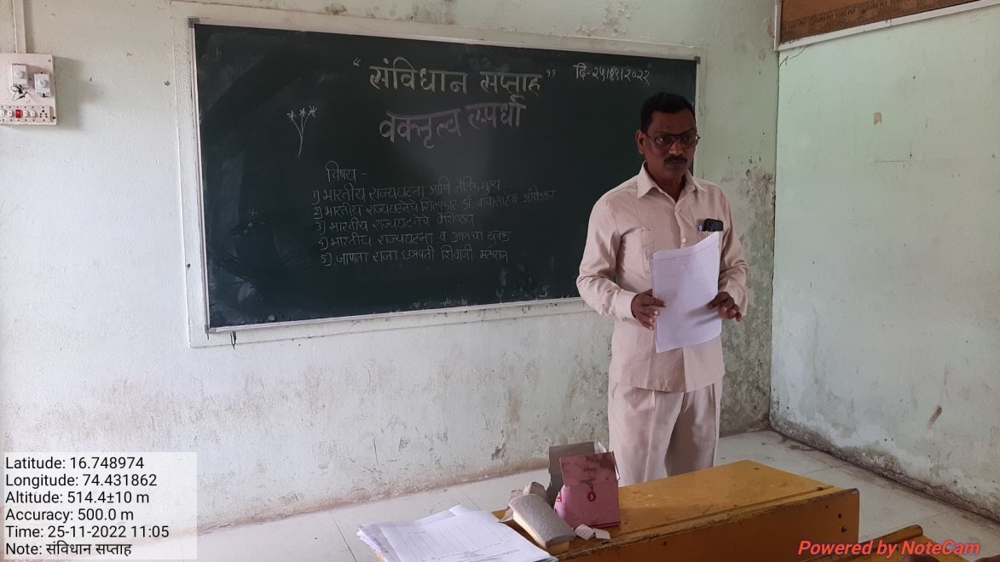 “संविधान सप्ताह”
दि-२५।११।२०२२
वक्तृत्व स्पर्धा
विषय -
१) भारतीय राज्यघटना आणि नैतिक मूल्य
२) भारतीय राज्यघटनेचे शिल्पकार डॉ. बाबासाहेब आंबेडकर
३) भारतीय राज्यघटनेचे वैशिष्ट्य
४) भारतीय राज्यघटना व आजचा युवक
५) जाणता राजा छत्रपती शिवाजी महाराज
Latitude: 16.748974
Longitude: 74.431862
Altitude: 514.4±10 m
Accuracy: 500.0 m
Time: 25-11-2022 11:05
Note: संविधान सप्ताह
Powered by NoteCam